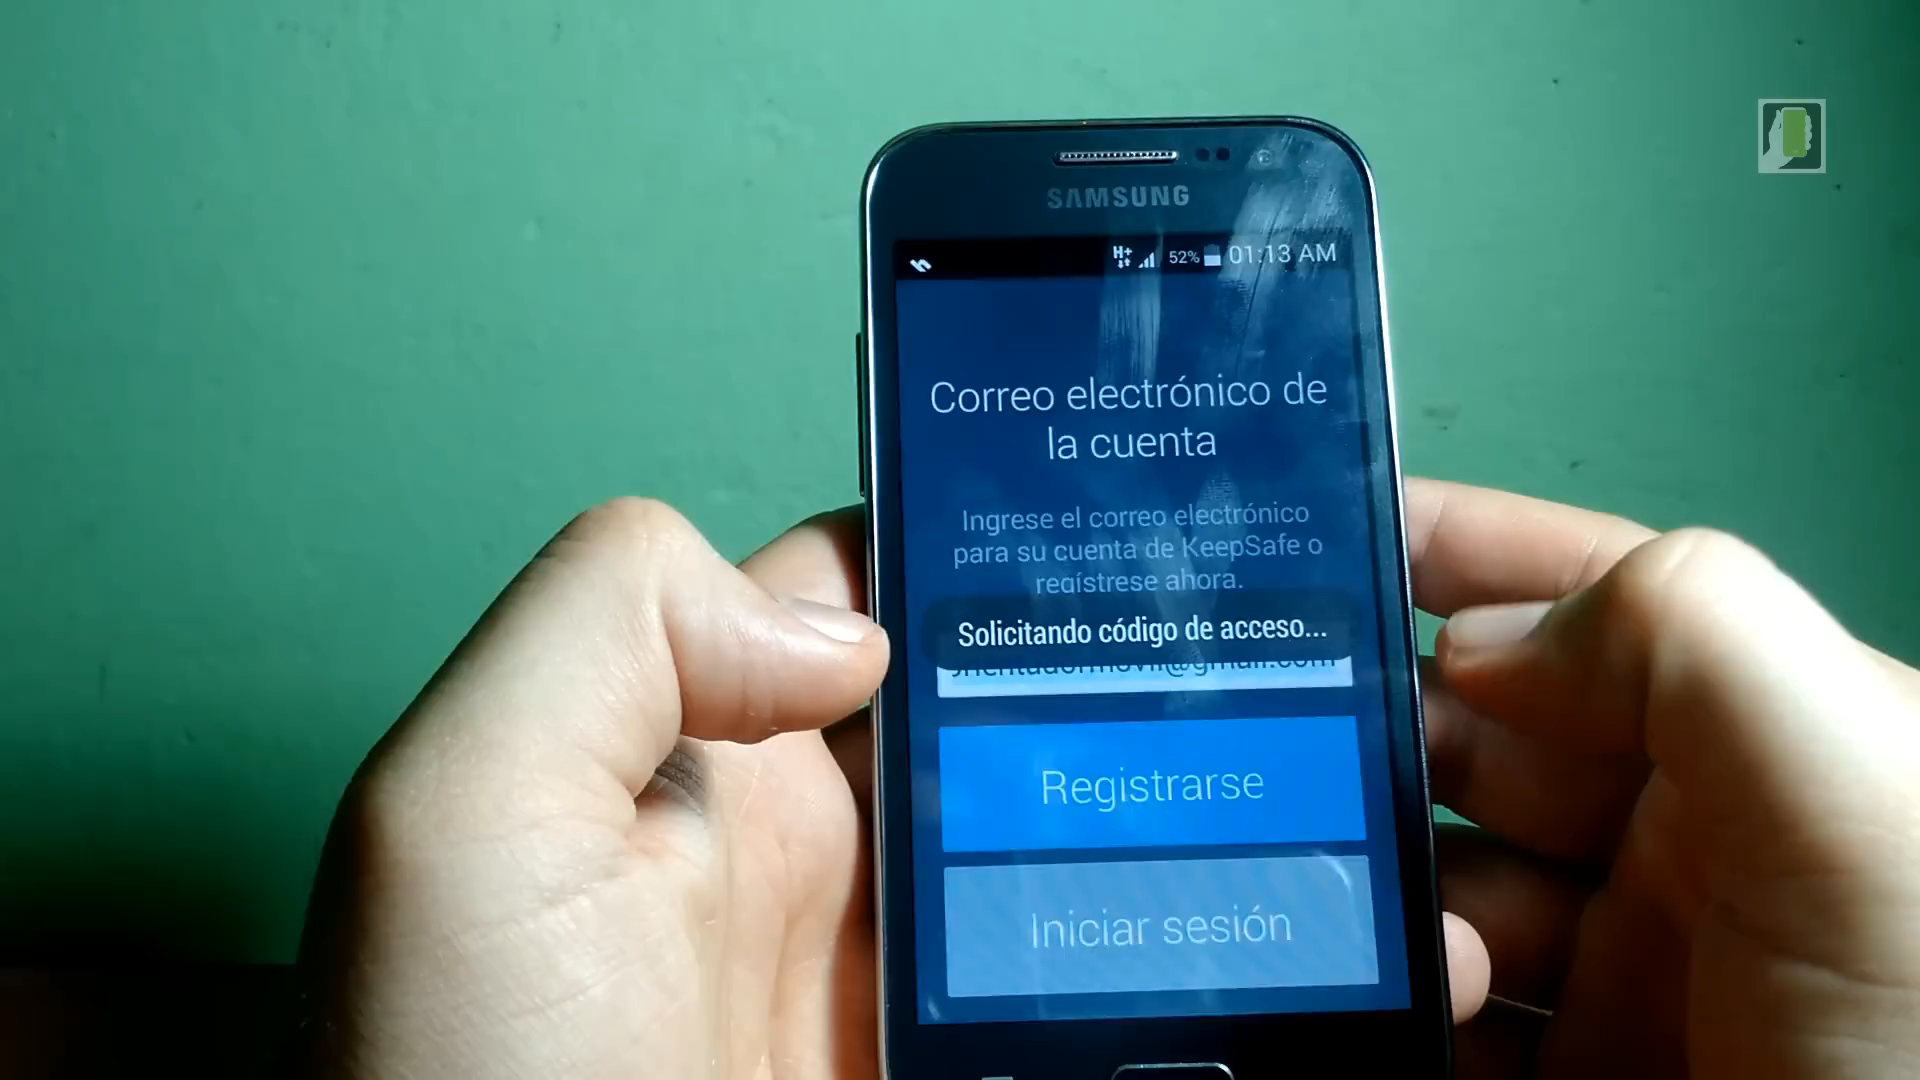 SAMSUNG
H+ 52% 01:13 AM
Correo electrónico de
la cuenta
Ingrese el correo electrónico
para su cuenta de KeepSafe o
regístrese ahora.
Solicitando código de acceso...
Registrarse
Iniciar sesión